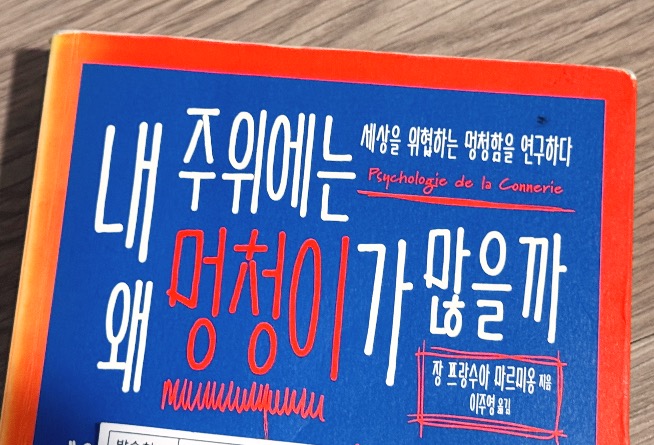 내 주위에는
세상을 위협하는 멍청함을 연구하다
Psychologie de la Connerie
왜 멍청이가 많을까
장 프랑수아 마르미옹 지음
이주영 옮김